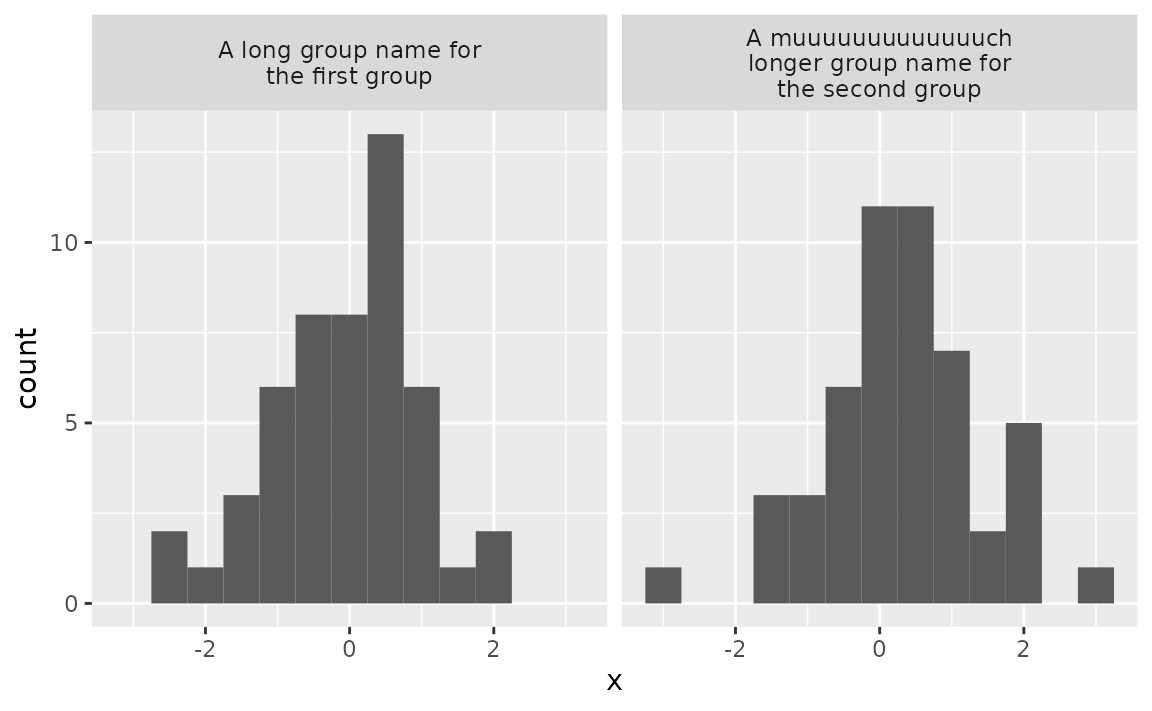 A long group name for
the first group
A muuuuuuuuuuuuuch
longer group name for
the second group
count
10
5
0
-2 0 2
-2 0 2
x